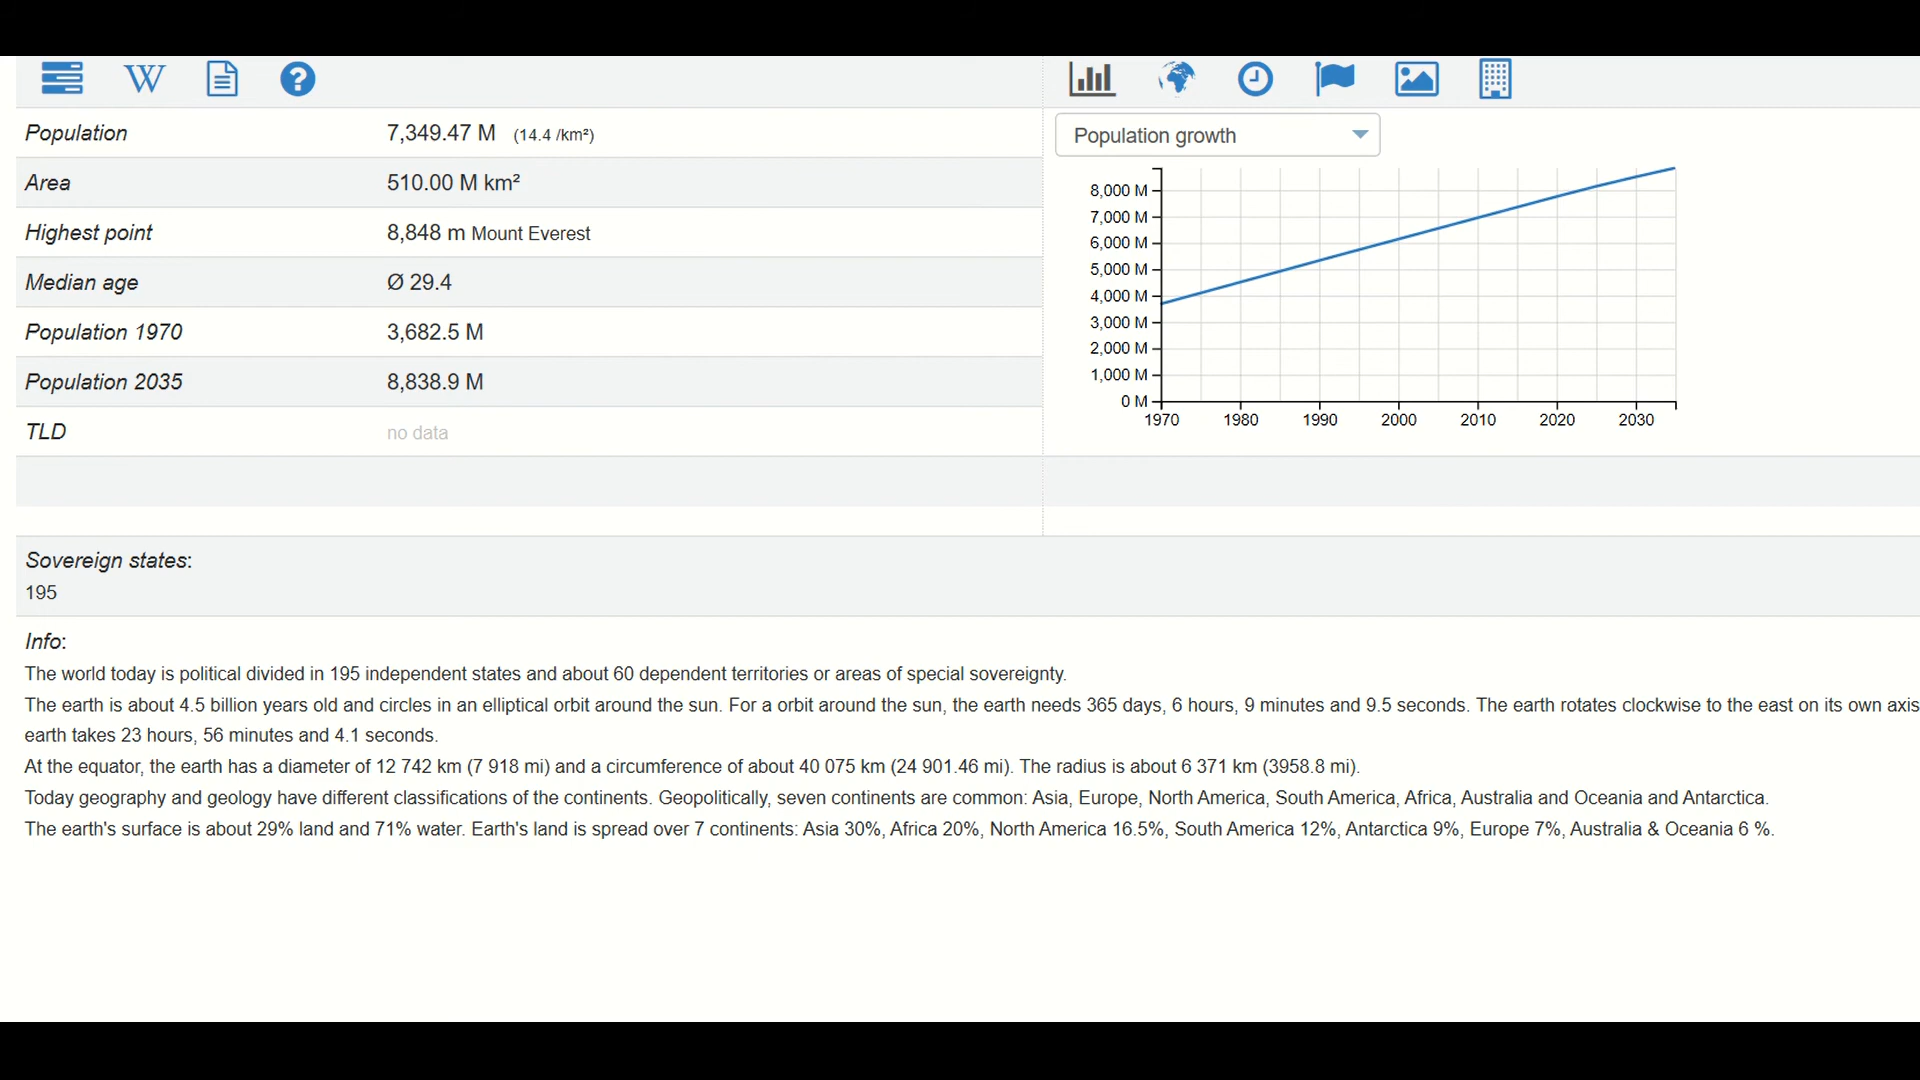 W ?
Population 7,349.47 M (14.4 /km²)
Area 510.00 M km²
Highest point 8,848 m Mount Everest
Median age Ø 29.4
Population 1970 3,682.5 M
Population 2035 8,838.9 M
TLD no data
Population growth
8,000 M
7,000 M
6,000 M
5,000 M
4,000 M
3,000 M
2,000 M
1,000 M
0 M
1970 1980 1990 2000 2010 2020 2030
Sovereign states:
195
Info:
The world today is political divided in 195 independent states and about 60 dependent territories or areas of special sovereignty.
The earth is about 4.5 billion years old and circles in an elliptical orbit around the sun. For a orbit around the sun, the earth needs 365 days, 6 hours, 9 minutes and 9.5 seconds. The earth rotates clockwise to the east on its own axis
earth takes 23 hours, 56 minutes and 4.1 seconds.
At the equator, the earth has a diameter of 12 742 km (7 918 mi) and a circumference of about 40 075 km (24 901.46 mi). The radius is about 6 371 km (3958.8 mi).
Today geography and geology have different classifications of the continents. Geopolitically, seven continents are common: Asia, Europe, North America, South America, Africa, Australia and Oceania and Antarctica.
The earth's surface is about 29% land and 71% water. Earth's land is spread over 7 continents: Asia 30%, Africa 20%, North America 16.5%, South America 12%, Antarctica 9%, Europe 7%, Australia & Oceania 6 %.